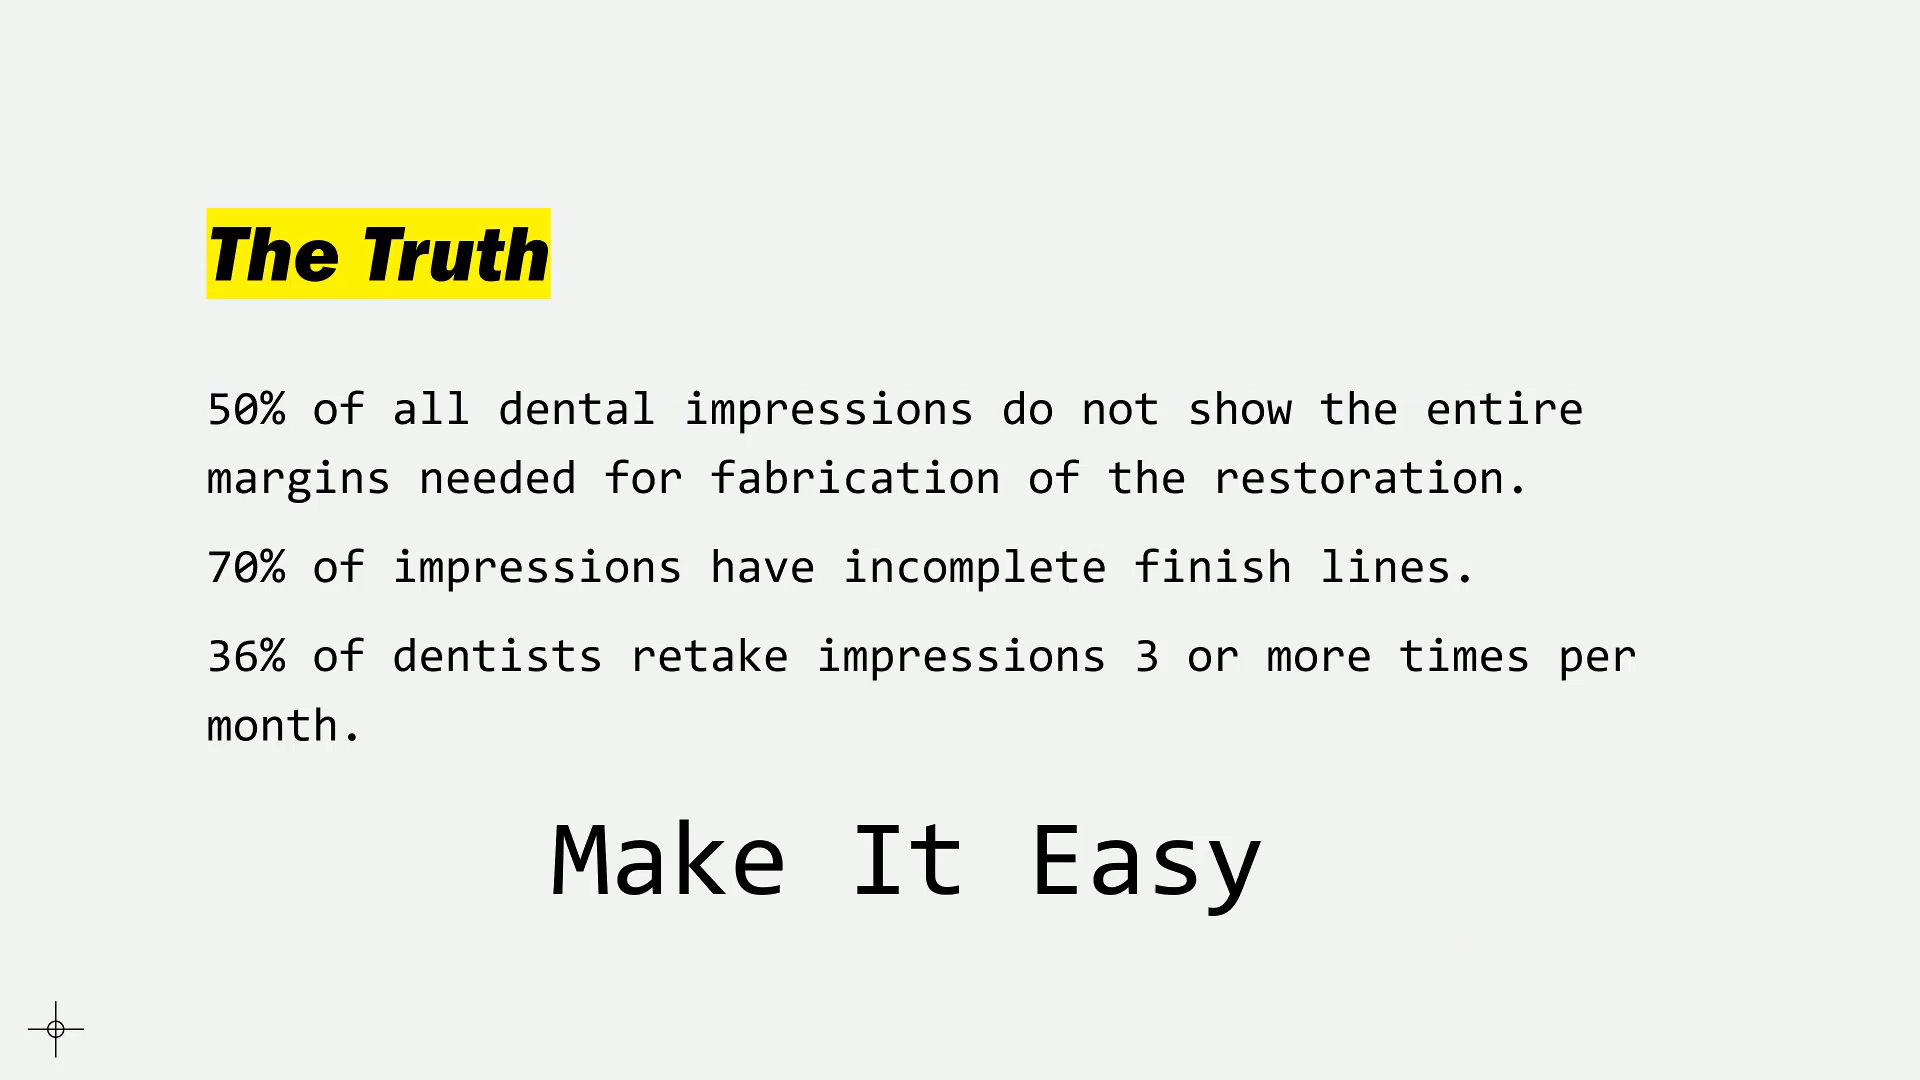 The Truth
50% of all dental impressions do not show the entire
margins needed for fabrication of the restoration.
70% of impressions have incomplete finish lines.
36% of dentists retake impressions 3 or more times per
month.
Make It Easy